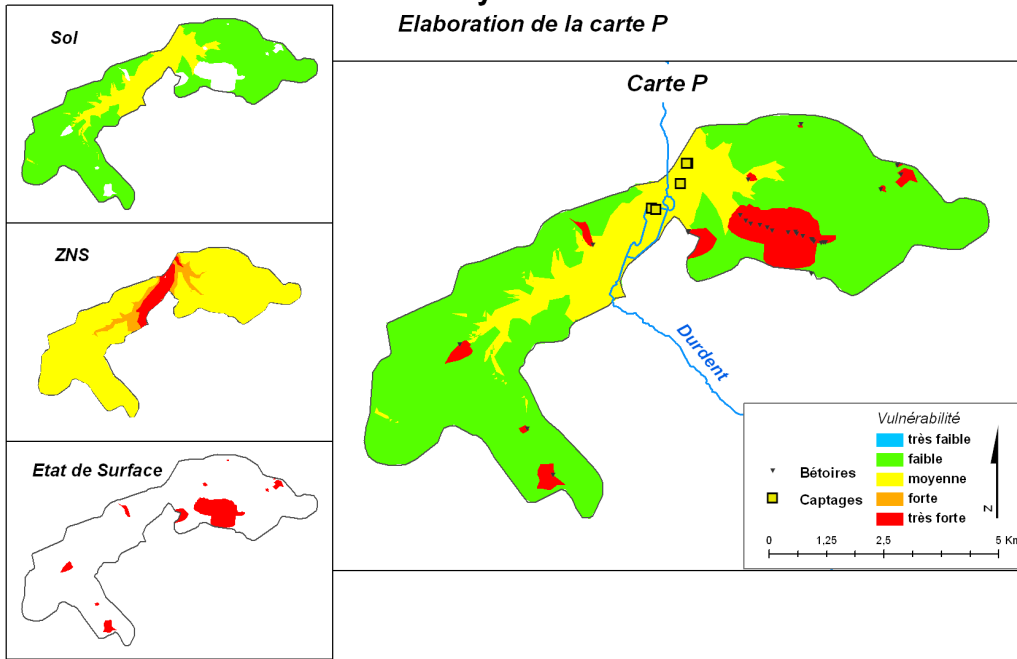 Elaboration de la carte P
Sol
ZNS
Etat de Surface
Carte P
Durdent
Vulnérabilité
très faible
faible
moyenne
forte
très forte
Bétoires
Captages
N
0 1,25 2,5 5 Km